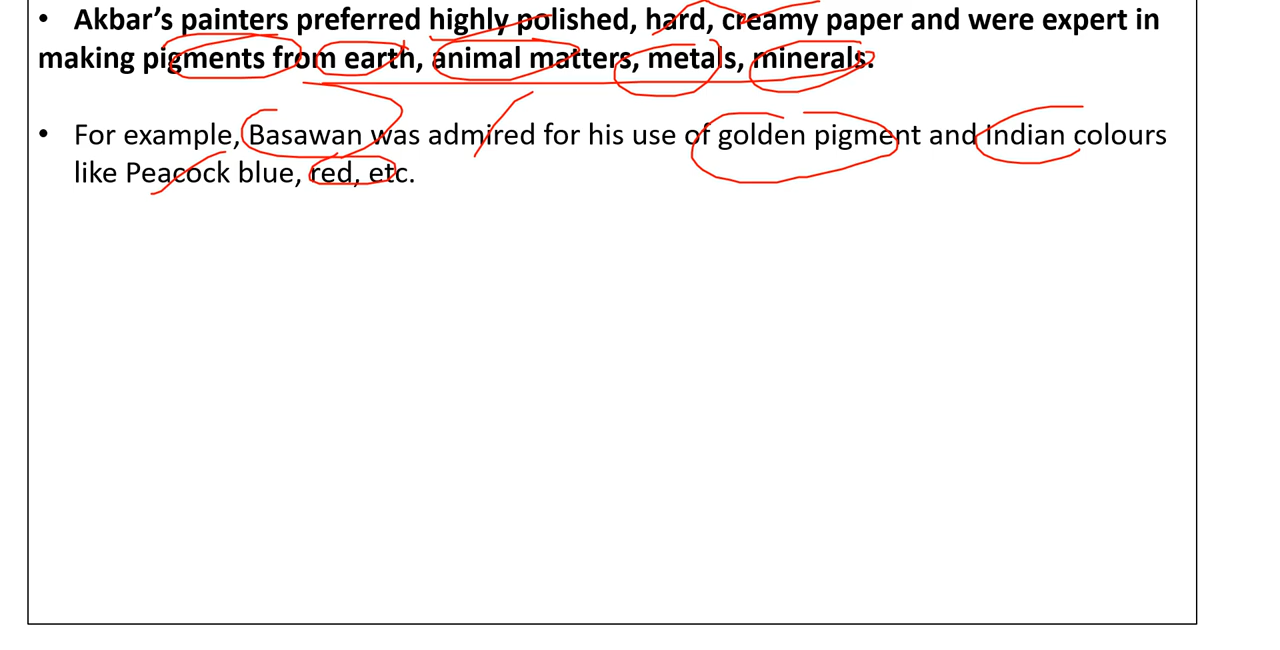 • Akbar’s painters preferred highly polished, hard, creamy paper and were expert in
making pigments from earth, animal matters, metals, minerals.
• For example, Basawan was admired for his use of golden pigment and Indian colours
like Peacock blue, red, etc.